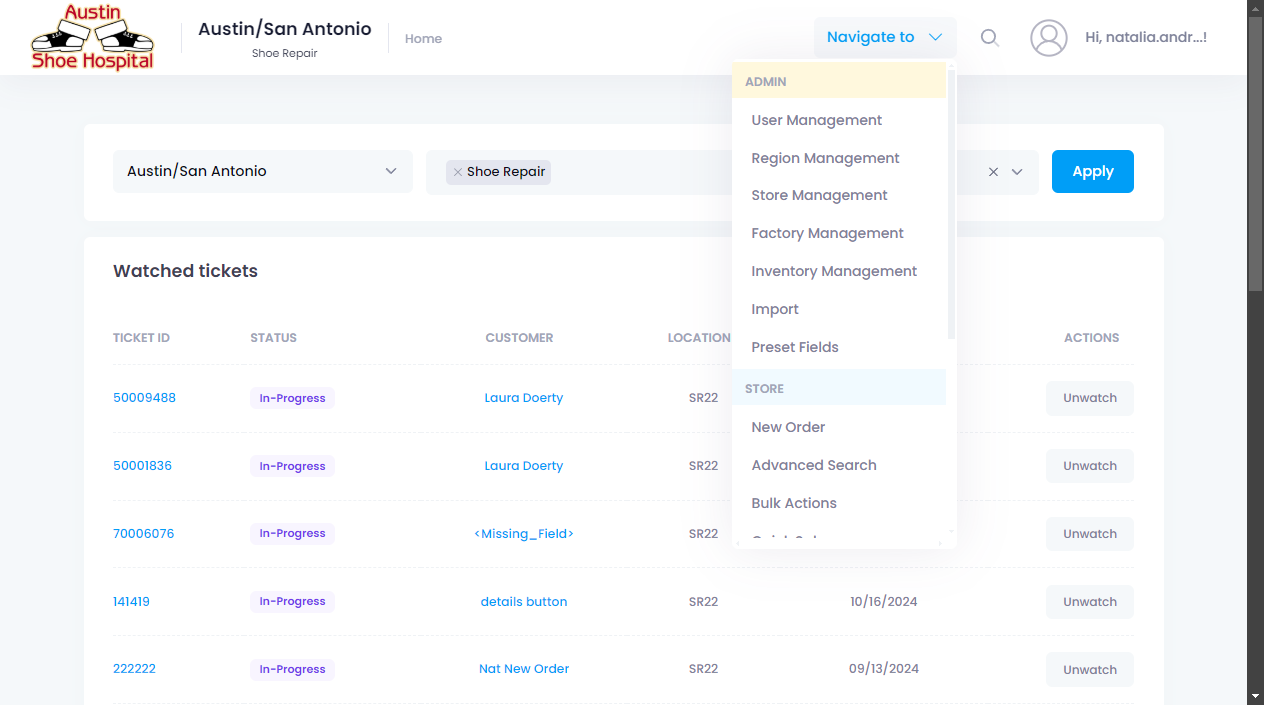 Austin
Shoe Hospital
Austin/San Antonio
Shoe Repair
Home
Navigate to
Hi, natalia.andr...!
ADMIN
User Management
Region Management
Store Management
Factory Management
Inventory Management
Import
Preset Fields
STORE
New Order
Advanced Search
Bulk Actions
Austin/San Antonio
× Shoe Repair
Apply
Watched tickets
TICKET ID STATUS CUSTOMER LOCATION ACTIONS
50009488 In-Progress Laura Doerty SR22 Unwatch
50001836 In-Progress Laura Doerty SR22 Unwatch
70006076 In-Progress <Missing_Field> SR22 Unwatch
141419 In-Progress details button SR22 10/16/2024 Unwatch
222222 In-Progress Nat New Order SR22 09/13/2024 Unwatch